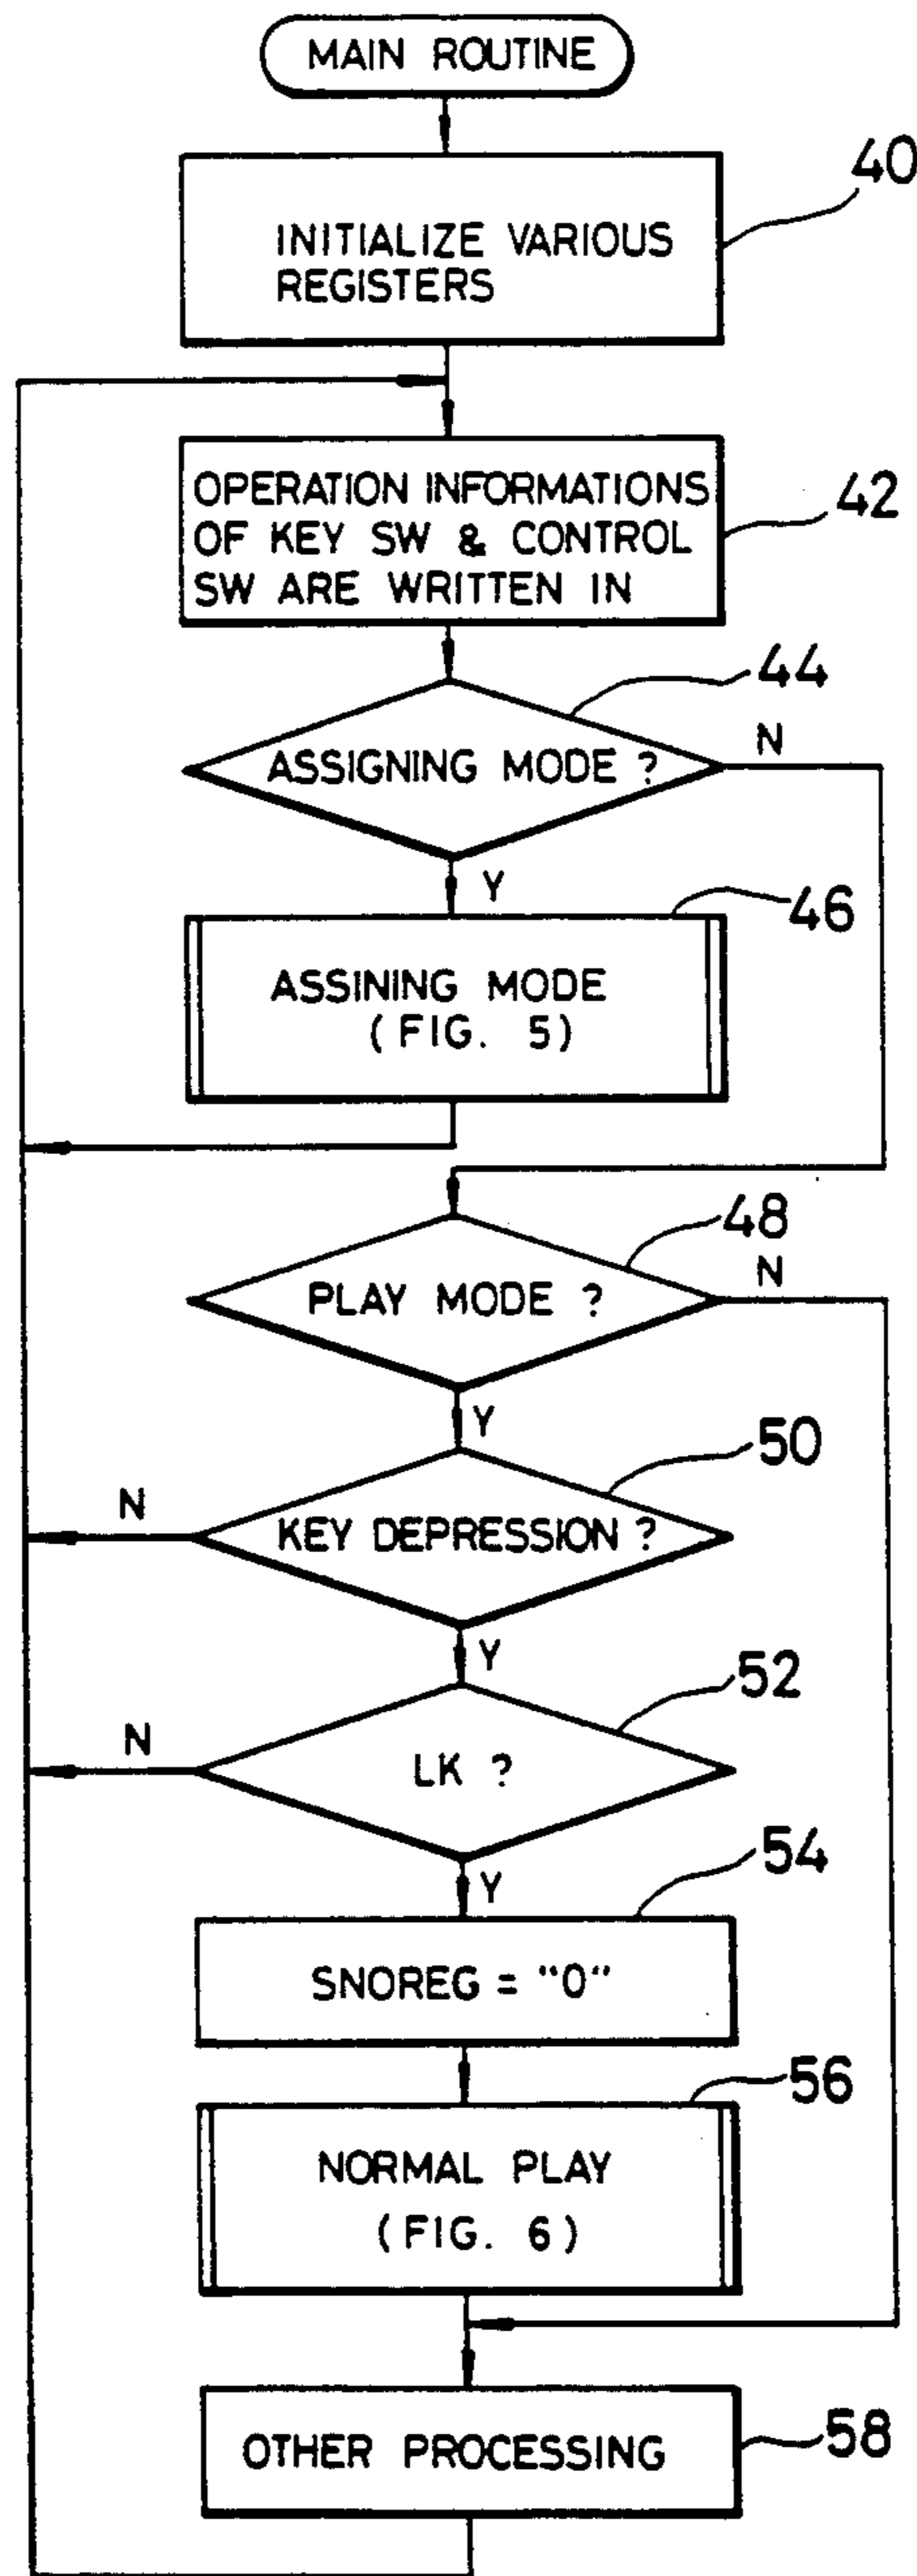 MAIN ROUTINE
40
INITIALIZE VARIOUS
REGISTERS
OPERATION INFORMATIONS
OF KEY SW & CONTROL
SW ARE WRITTEN IN
42
44
ASSIGNING MODE ?
N
Y
46
ASSINING MODE
(FIG. 5)
48
PLAY MODE ?
N
Y
50
KEY DEPRESSION ?
N
Y
52
LK ?
N
Y
54
SNOREG = "0"
56
NORMAL PLAY
(FIG. 6)
OTHER PROCESSING
58